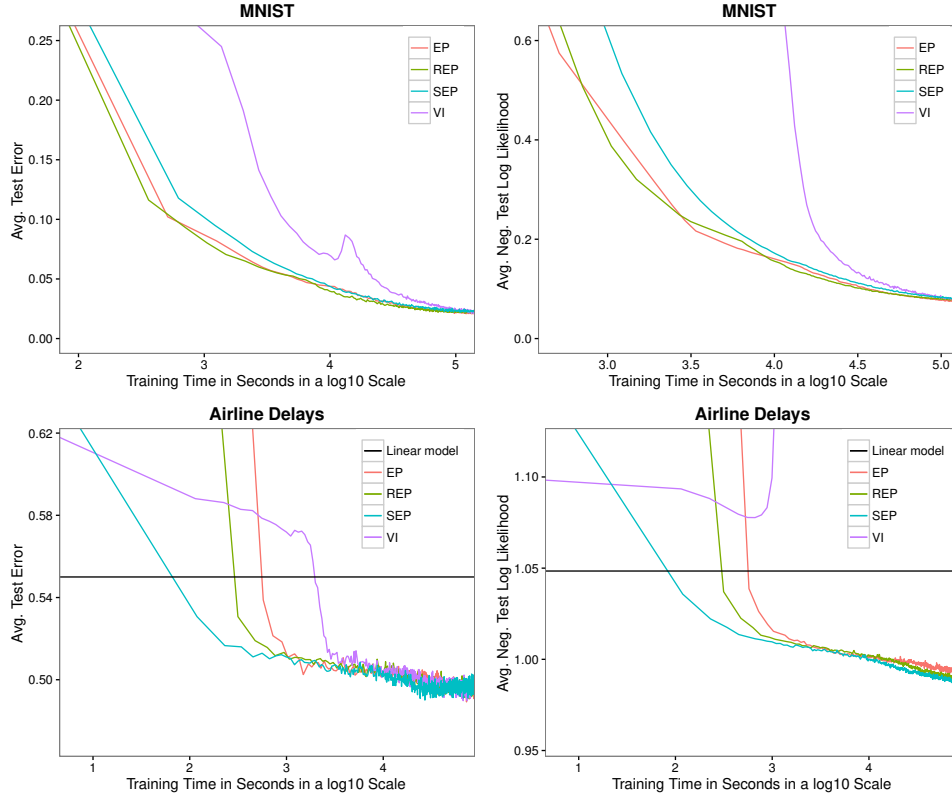 MNIST
Avg. Test Error
0.25
0.20
0.15
0.10
0.05
0.00
EP
REP
SEP
VI
2 3 4 5
Training Time in Seconds in a log10 Scale
MNIST
Avg. Neg. Test Log Likelihood
0.6
0.4
0.2
0.0
EP
REP
SEP
VI
3.0 3.5 4.0 4.5 5.0
Training Time in Seconds in a log10 Scale
Airline Delays
Avg. Test Error
0.62
0.58
0.54
0.50
Linear model
EP
REP
SEP
VI
1 2 3 4
Training Time in Seconds in a log10 Scale
Airline Delays
Avg. Neg. Test Log Likelihood
1.10
1.05
1.00
0.95
Linear model
EP
REP
SEP
VI
1 2 3 4
Training Time in Seconds in a log10 Scale